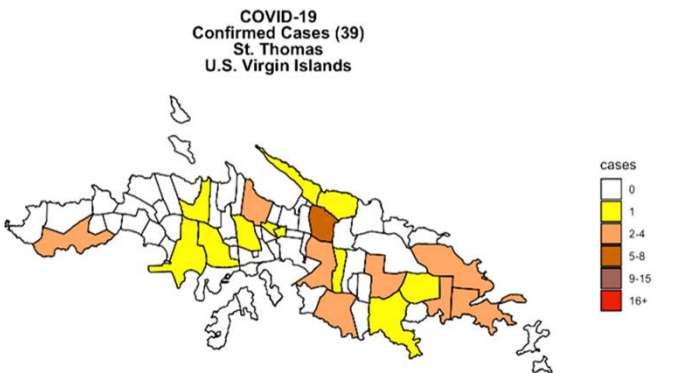 COVID-19
Confirmed Cases (39)
St. Thomas
U.S. Virgin Islands
cases
0
1
2-4
5-8
9-15
16+